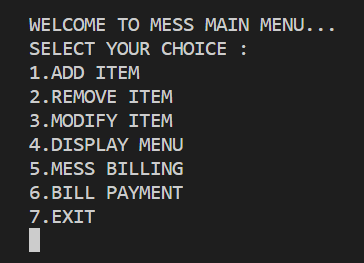 WELCOME TO MESS MAIN MENU...
SELECT YOUR CHOICE :
1.ADD ITEM
2.REMOVE ITEM
3.MODIFY ITEM
4.DISPLAY MENU
5.MESS BILLING
6.BILL PAYMENT
7.EXIT